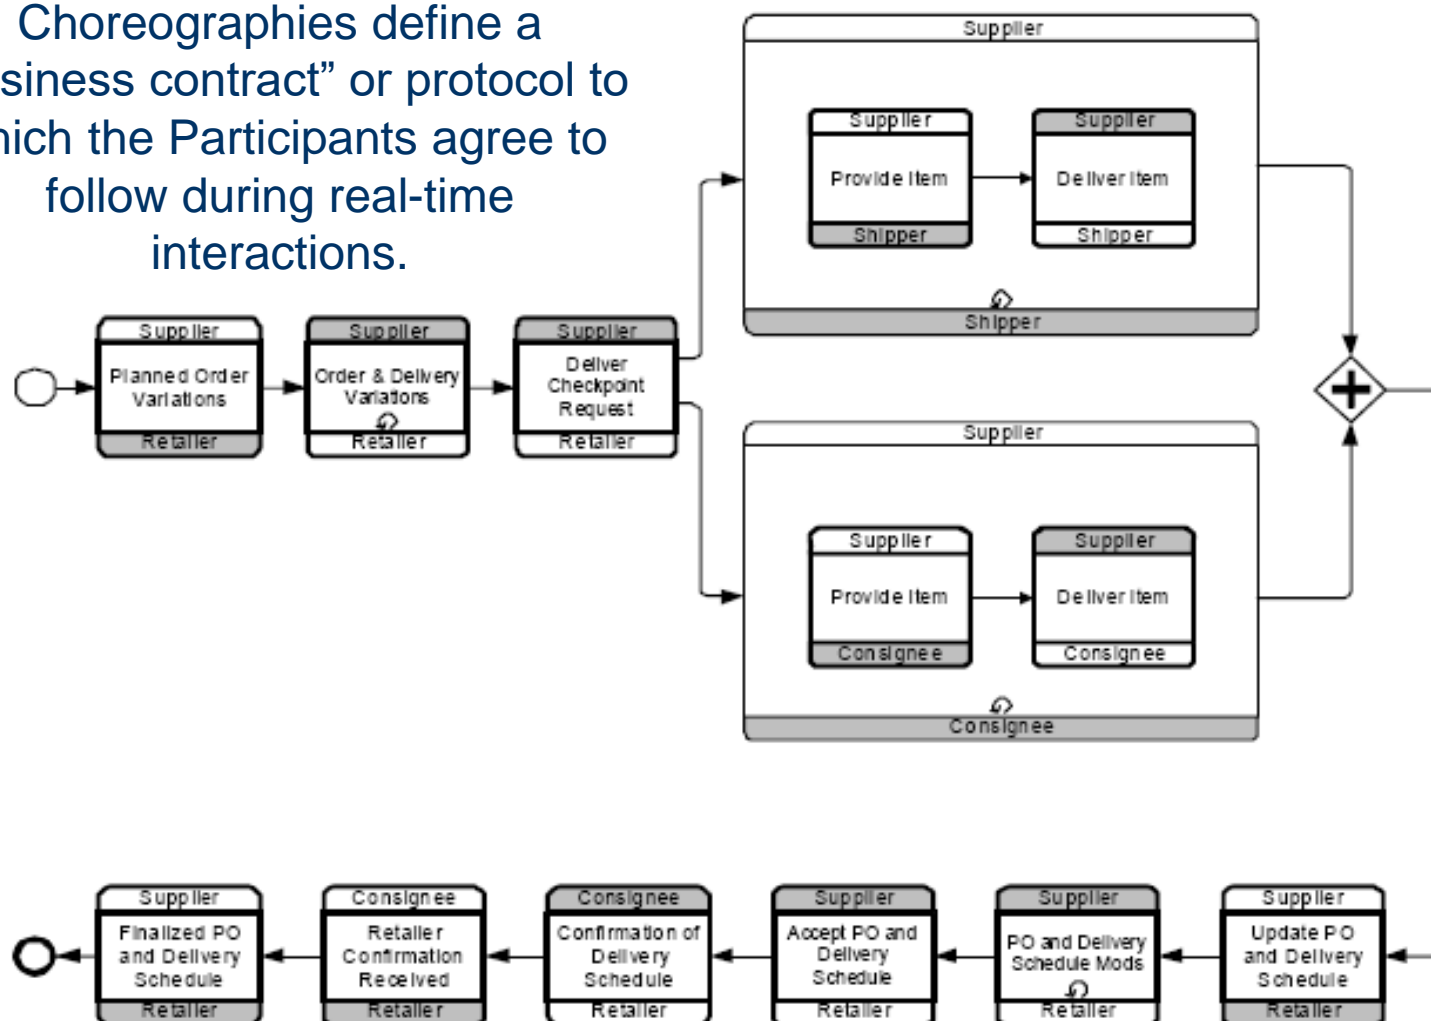 Choreographies define a
siness contract” or protocol to
hich the Participants agree to
follow during real-time
interactions.
Supplier
Supplier
Provide Item
Shipper
Supplier
Deliver Item
Shipper
Shipper
Supplier
Planned Order
Variations
Retailer
Supplier
Order & Delivery
Variations
Retailer
Supplier
Deliver
Checkpoint
Request
Retailer
Supplier
Supplier
Provide Item
Consignee
Supplier
Deliver Item
Consignee
Consignee
Supplier
Finalized PO
and Delivery
Schedule
Retailer
Consignee
Retailer
Confirmation
Received
Retailer
Consignee
Confirmation of
Delivery
Schedule
Retailer
Supplier
Accept PO and
Delivery
Schedule
Retailer
Supplier
PO and Delivery
Schedule Mods
Retailer
Supplier
Update PO
and Delivery
Schedule
Retailer